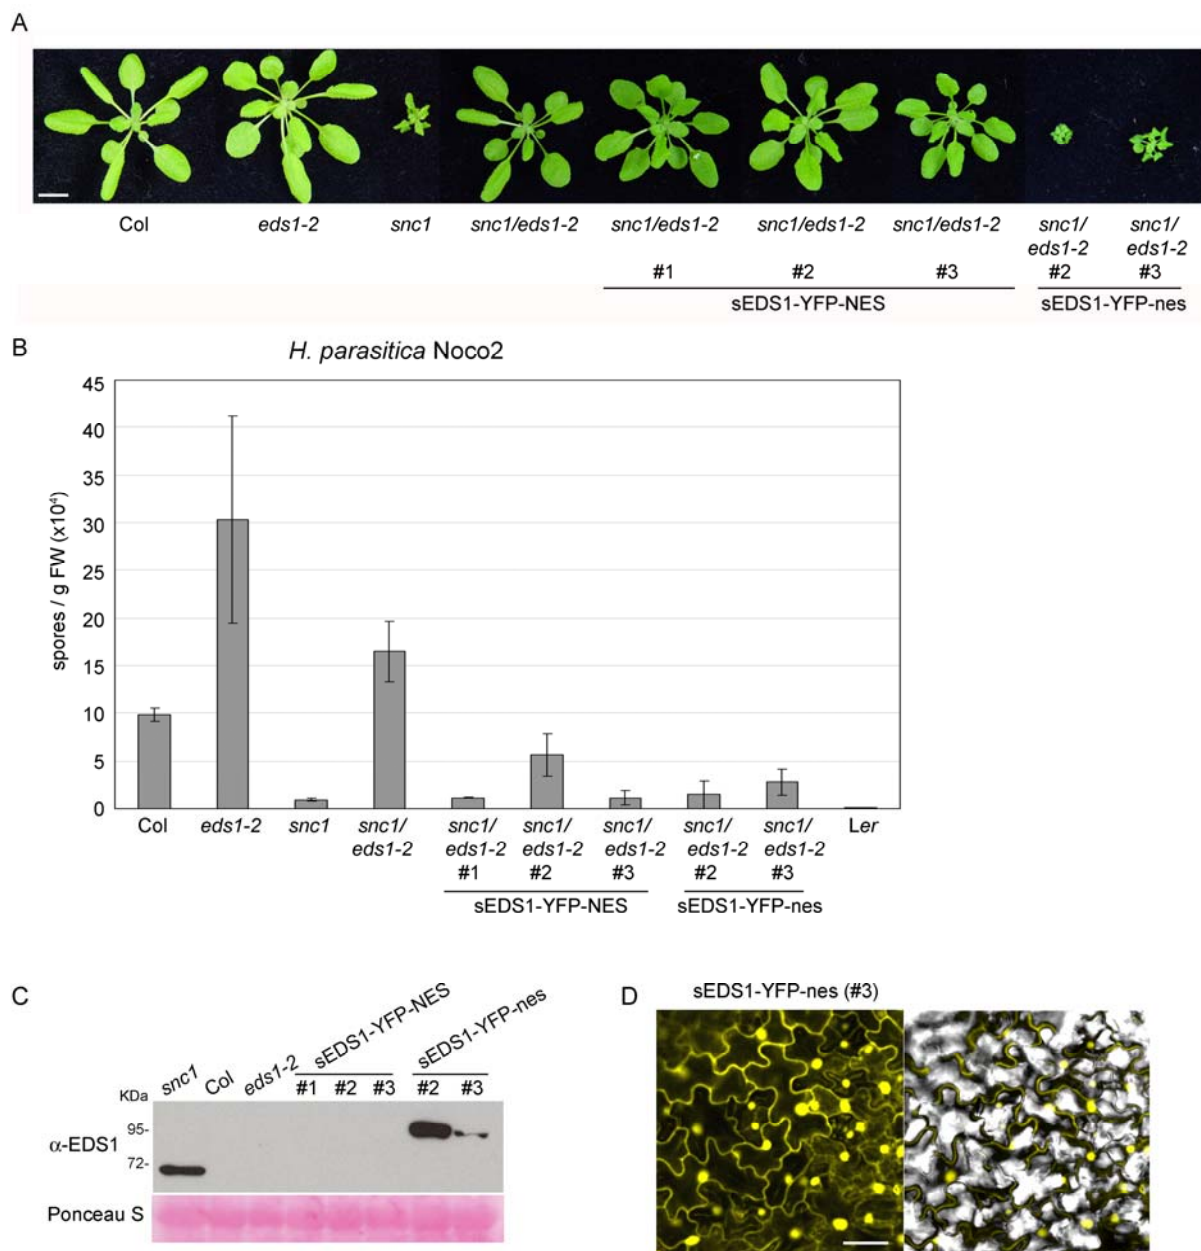 A
Col eds1-2 snc1 snc1/eds1-2 snc1/eds1-2 snc1/eds1-2 snc1/eds1-2 snc1/ snc1/
eds1-2 eds1-2
#1 #2 #3 #2 #3
sEDS1-YFP-NES sEDS1-YFP-nes
B
H. parasitica Noco2
45
40
35
30
25
20
15
10
5
0
spores / g FW (x10⁴)
Col eds1-2 snc1 snc1/ snc1/ snc1/ snc1/ snc1/ snc1/ Ler
eds1-2 eds1-2 eds1-2 eds1-2 eds1-2 eds1-2
#1 #2 #3 #2 #3
sEDS1-YFP-NES sEDS1-YFP-nes
C
snc1 Col eds1-2 sEDS1-YFP-NES sEDS1-YFP-nes
#1 #2 #3 #2 #3
KDa
95-
α-EDS1
72-
Ponceau S
D
sEDS1-YFP-nes (#3)